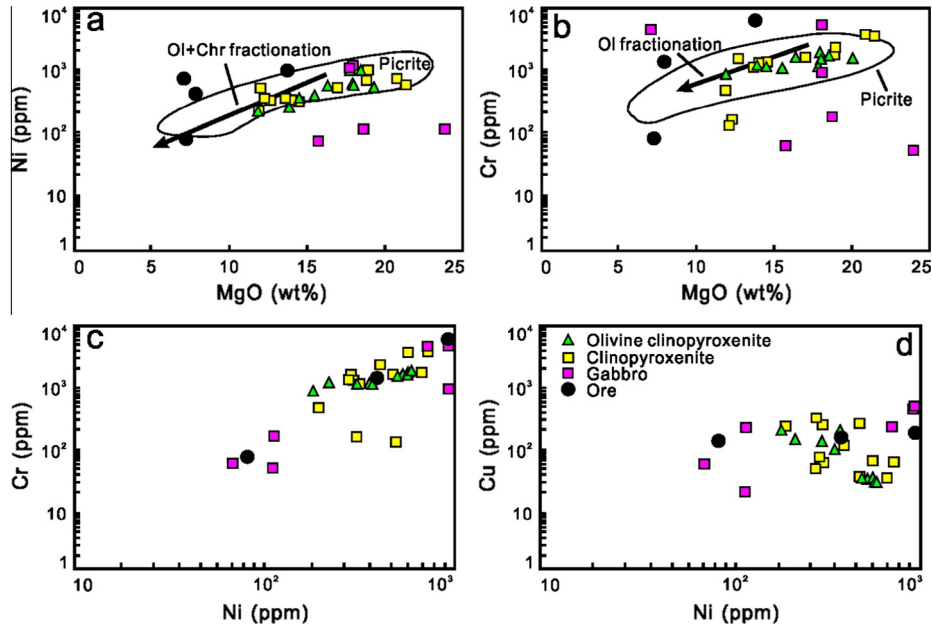 a
Ol+Chr fractionation
Picrite
Ni (ppm)
10⁴
10³
10²
10
1
0
5
10
15
20
25
MgO (wt%)
b
Ol fractionation
Picrite
Cr (ppm)
10⁴
10³
10²
10
1
0
5
10
15
20
25
MgO (wt%)
c
Cr (ppm)
10⁴
10³
10²
10
1
10
10²
10³
Ni (ppm)
d
Olivine clinopyroxenite
Clinopyroxenite
Gabbro
Ore
Cu (ppm)
10⁴
10³
10²
10
1
10
10²
10³
Ni (ppm)